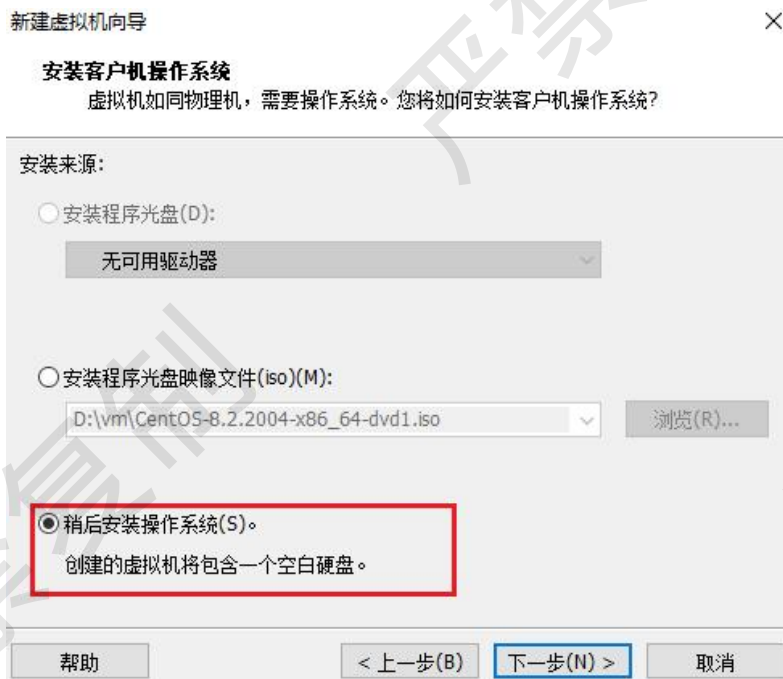 新建虚拟机向导
安装客户机操作系统
虚拟机如同物理机，需要操作系统。您将如何安装客户机操作系统?
安装来源:
安装程序光盘(D):
无可用驱动器
安装程序光盘映像文件(iso)(M):
D:\vm\CentOS-8.2.2004-x86_64-dvd1.iso
浏览(R)...
稍后安装操作系统(S)。
创建的虚拟机将包含一个空白硬盘。
帮助
< 上一步(B)
下一步(N) >
取消
严禁
禁复制